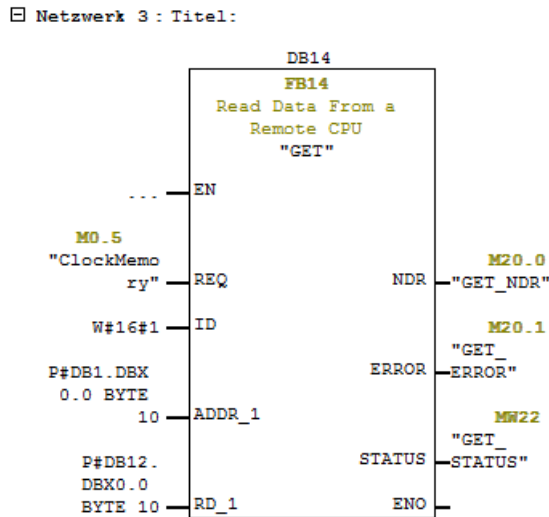 Netzwerk 3 : Titel:
DB14
FB14
Read Data From a
Remote CPU
"GET"
... EN
M0.5
"ClockMemo
ry" REQ
NDR
M20.0
"GET_NDR"
W#16#1 ID
M20.1
"GET_
ERROR ERROR"
P#DB1.DBX
0.0 BYTE
10 ADDR_1
MW22
"GET_
STATUS STATUS"
P#DB12.
DBX0.0
BYTE 10 RD_1
ENO